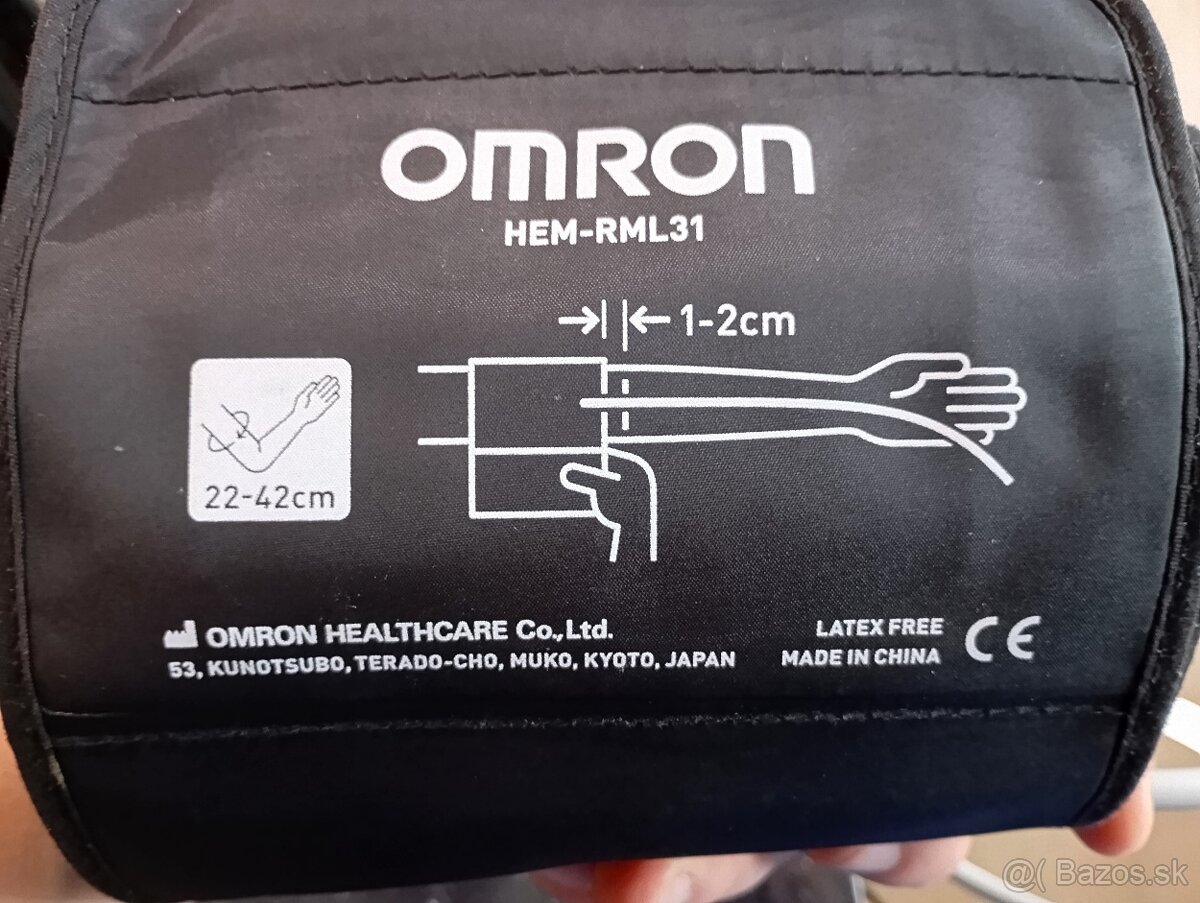 OMRON
HEM-RML31
1-2cm
22-42cm
OMRON HEALTHCARE Co.,Ltd.
53, KUNOTSUBO, TERADO-CHO, MUKO, KYOTO, JAPAN
LATEX FREE
MADE IN CHINA
CE
@( Bazos.sk